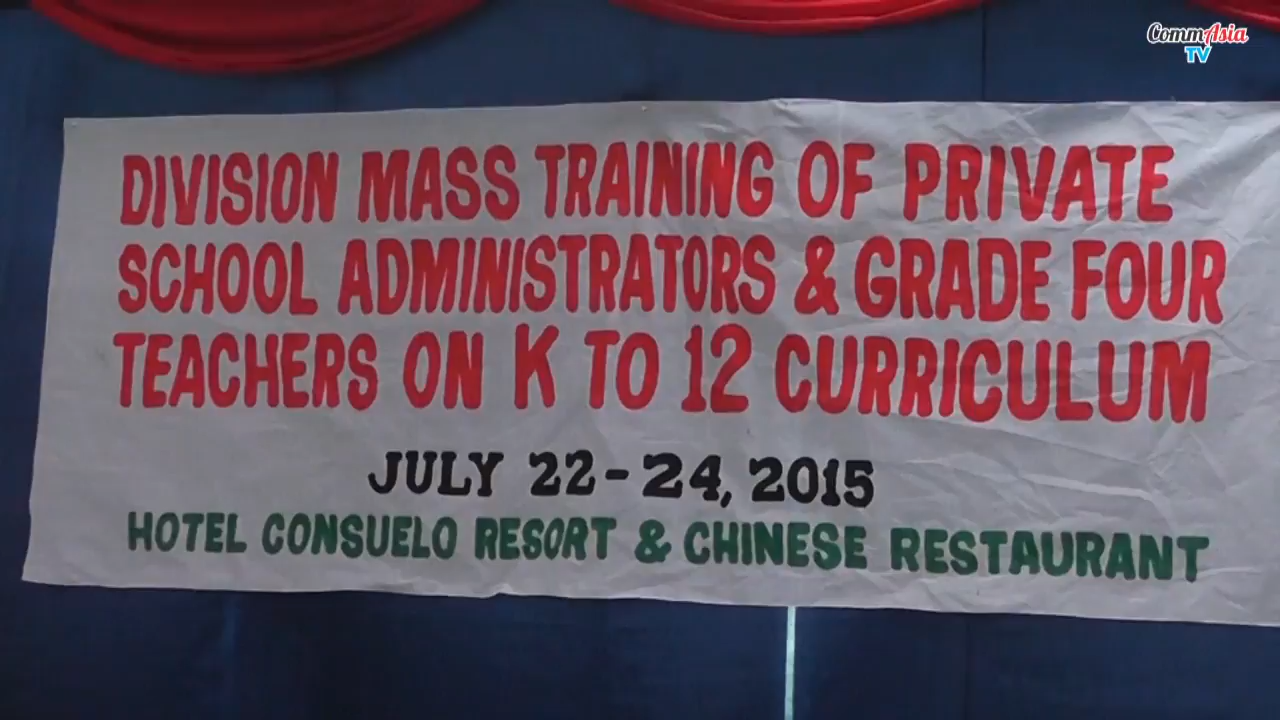 CommAsia
TV
DIVISION MASS TRAINING OF PRIVATE
SCHOOL ADMINISTRATORS & GRADE FOUR
TEACHERS ON K TO 12 CURRICULUM
JULY 22-24, 2015
HOTEL CONSUELO RESORT & CHINESE RESTAURANT